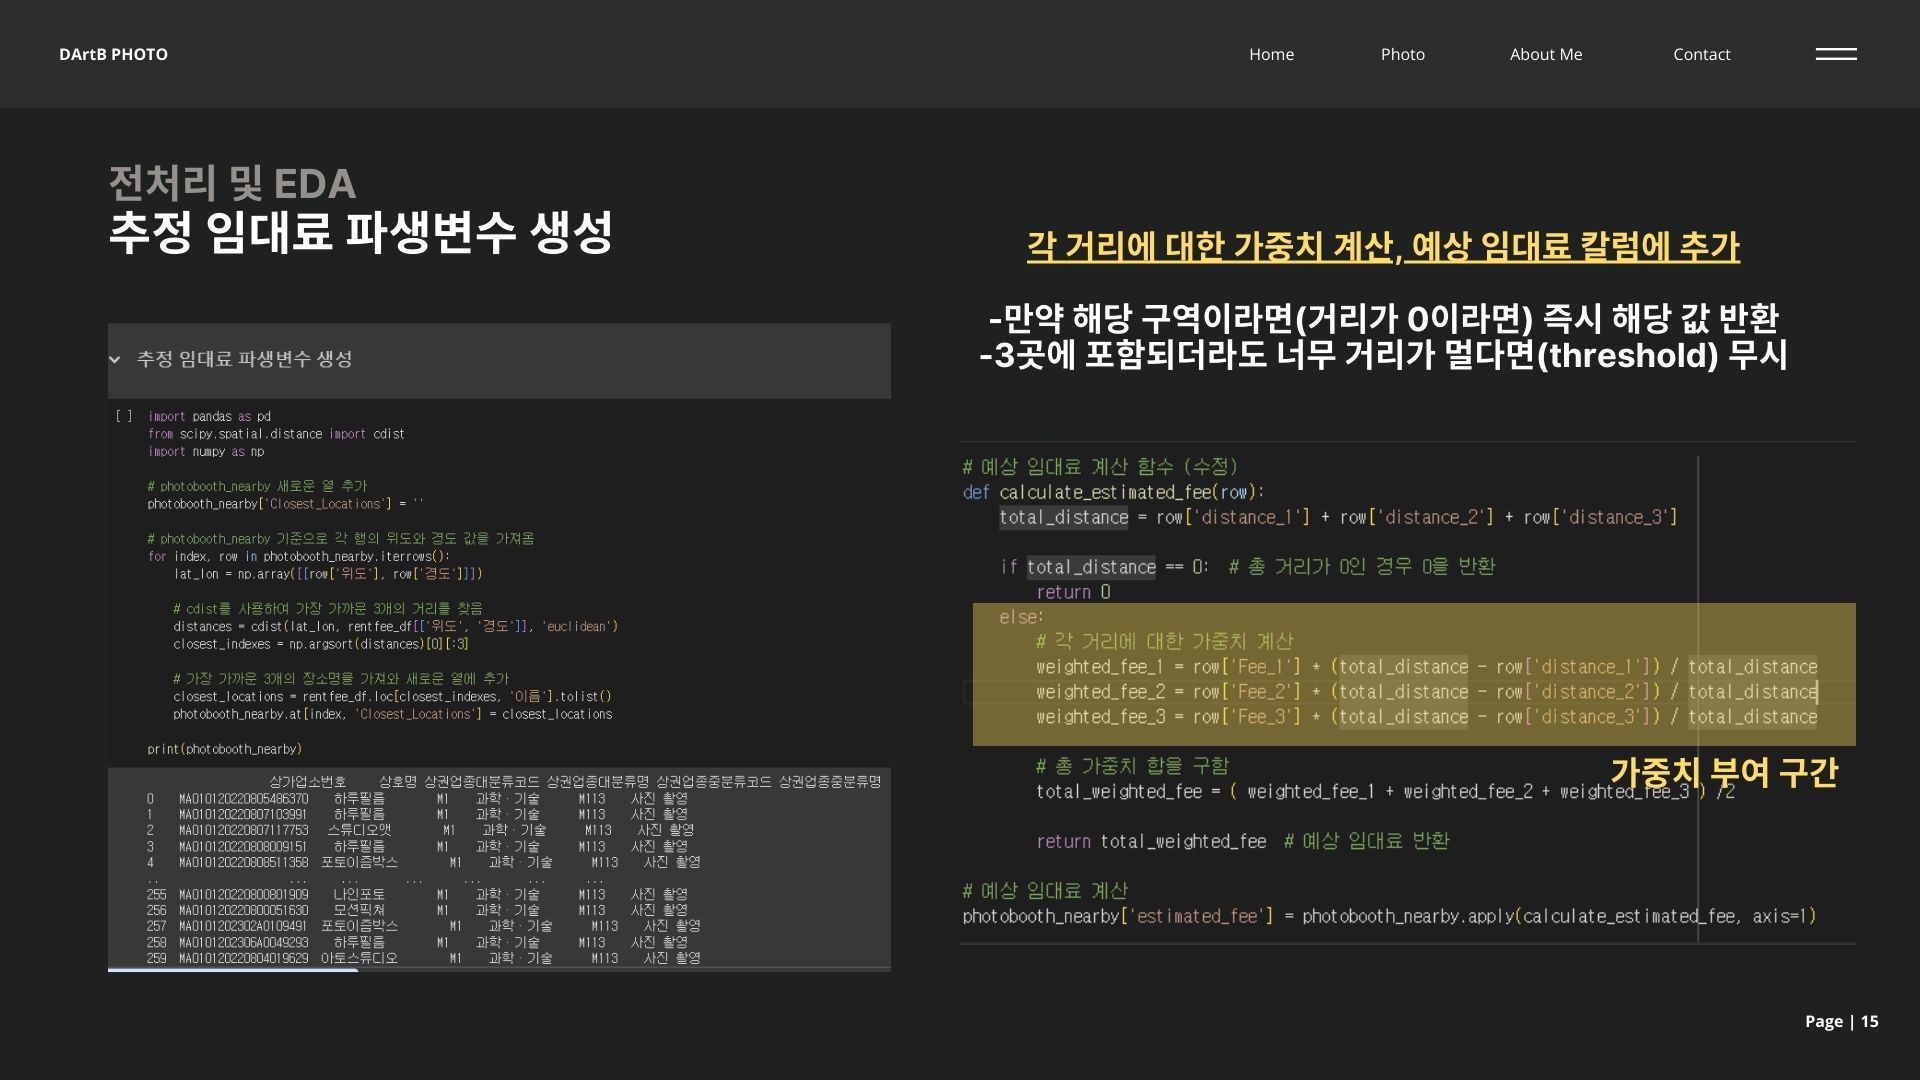 DArtB PHOTO
Home
Photo
About Me
Contact
전처리 및 EDA
추정 임대료 파생변수 생성
추정 임대료 파생변수 생성
[ ] import pandas as pd
from scipy.spatial.distance import cdist
import numpy as np
# photobooth_nearby 새로운 열 추가
photobooth_nearby['Closest_Locations'] = ''
# photobooth_nearby 기준으로 각 행의 위도와 경도 값을 가져옴
for index, row in photobooth_nearby.iterrows():
lat_lon = np.array([[row['위도'], row['경도']]])
# cdist를 사용하여 가장 가까운 3개의 거리를 찾음
distances = cdist(lat_lon, rentfee_df[['위도', '경도']], 'euclidean')
closest_indexes = np.argsort(distances)[0][:3]
# 가장 가까운 3개의 장소명을 가져와 새로운 열에 추가
closest_locations = rentfee_df.loc[closest_indexes, '이름'].tolist()
photobooth_nearby.at[index, 'Closest_Locations'] = closest_locations
print(photobooth_nearby)
상가업소번호 상호명 상권업종대분류코드 상권업종대분류명 상권업종중분류코드 상권업종중분류명
0 MA010120220805486370 하루필름 M1 과학·기술 M113 사진 촬영
1 MA010120220807103991 하루필름 M1 과학·기술 M113 사진 촬영
2 MA010120220807117753 스튜디오앳 M1 과학·기술 M113 사진 촬영
3 MA010120220808009151 하루필름 M1 과학·기술 M113 사진 촬영
4 MA010120220808511358 포토이즘박스 M1 과학·기술 M113 사진 촬영
.. ... ... ... ... ... ...
255 MA010120220800801909 나인포토 M1 과학·기술 M113 사진 촬영
256 MA010120220800051630 모션픽쳐 M1 과학·기술 M113 사진 촬영
257 MA0101202302A0109491 포토이즘박스 M1 과학·기술 M113 사진 촬영
258 MA0101202306A0049293 하루필름 M1 과학·기술 M113 사진 촬영
259 MA010120220804019629 아토스튜디오 M1 과학·기술 M113 사진 촬영
각 거리에 대한 가중치 계산, 예상 임대료 칼럼에 추가
-만약 해당 구역이라면(거리가 0이라면) 즉시 해당 값 반환
-3곳에 포함되더라도 너무 거리가 멀다면(threshold) 무시
# 예상 임대료 계산 함수 (수정)
def calculate_estimated_fee(row):
total_distance = row['distance_1'] + row['distance_2'] + row['distance_3']
if total_distance == 0: # 총 거리가 0인 경우 0을 반환
return 0
else:
# 각 거리에 대한 가중치 계산
weighted_fee_1 = row['Fee_1'] * (total_distance - row['distance_1']) / total_distance
weighted_fee_2 = row['Fee_2'] * (total_distance - row['distance_2']) / total_distance
weighted_fee_3 = row['Fee_3'] * (total_distance - row['distance_3']) / total_distance
# 총 가중치 합을 구함
가중치 부여 구간
total_weighted_fee = ( weighted_fee_1 + weighted_fee_2 + weighted_fee_3 ) /2
return total_weighted_fee # 예상 임대료 반환
# 예상 임대료 계산
photobooth_nearby['estimated_fee'] = photobooth_nearby.apply(calculate_estimated_fee, axis=1)
Page | 15